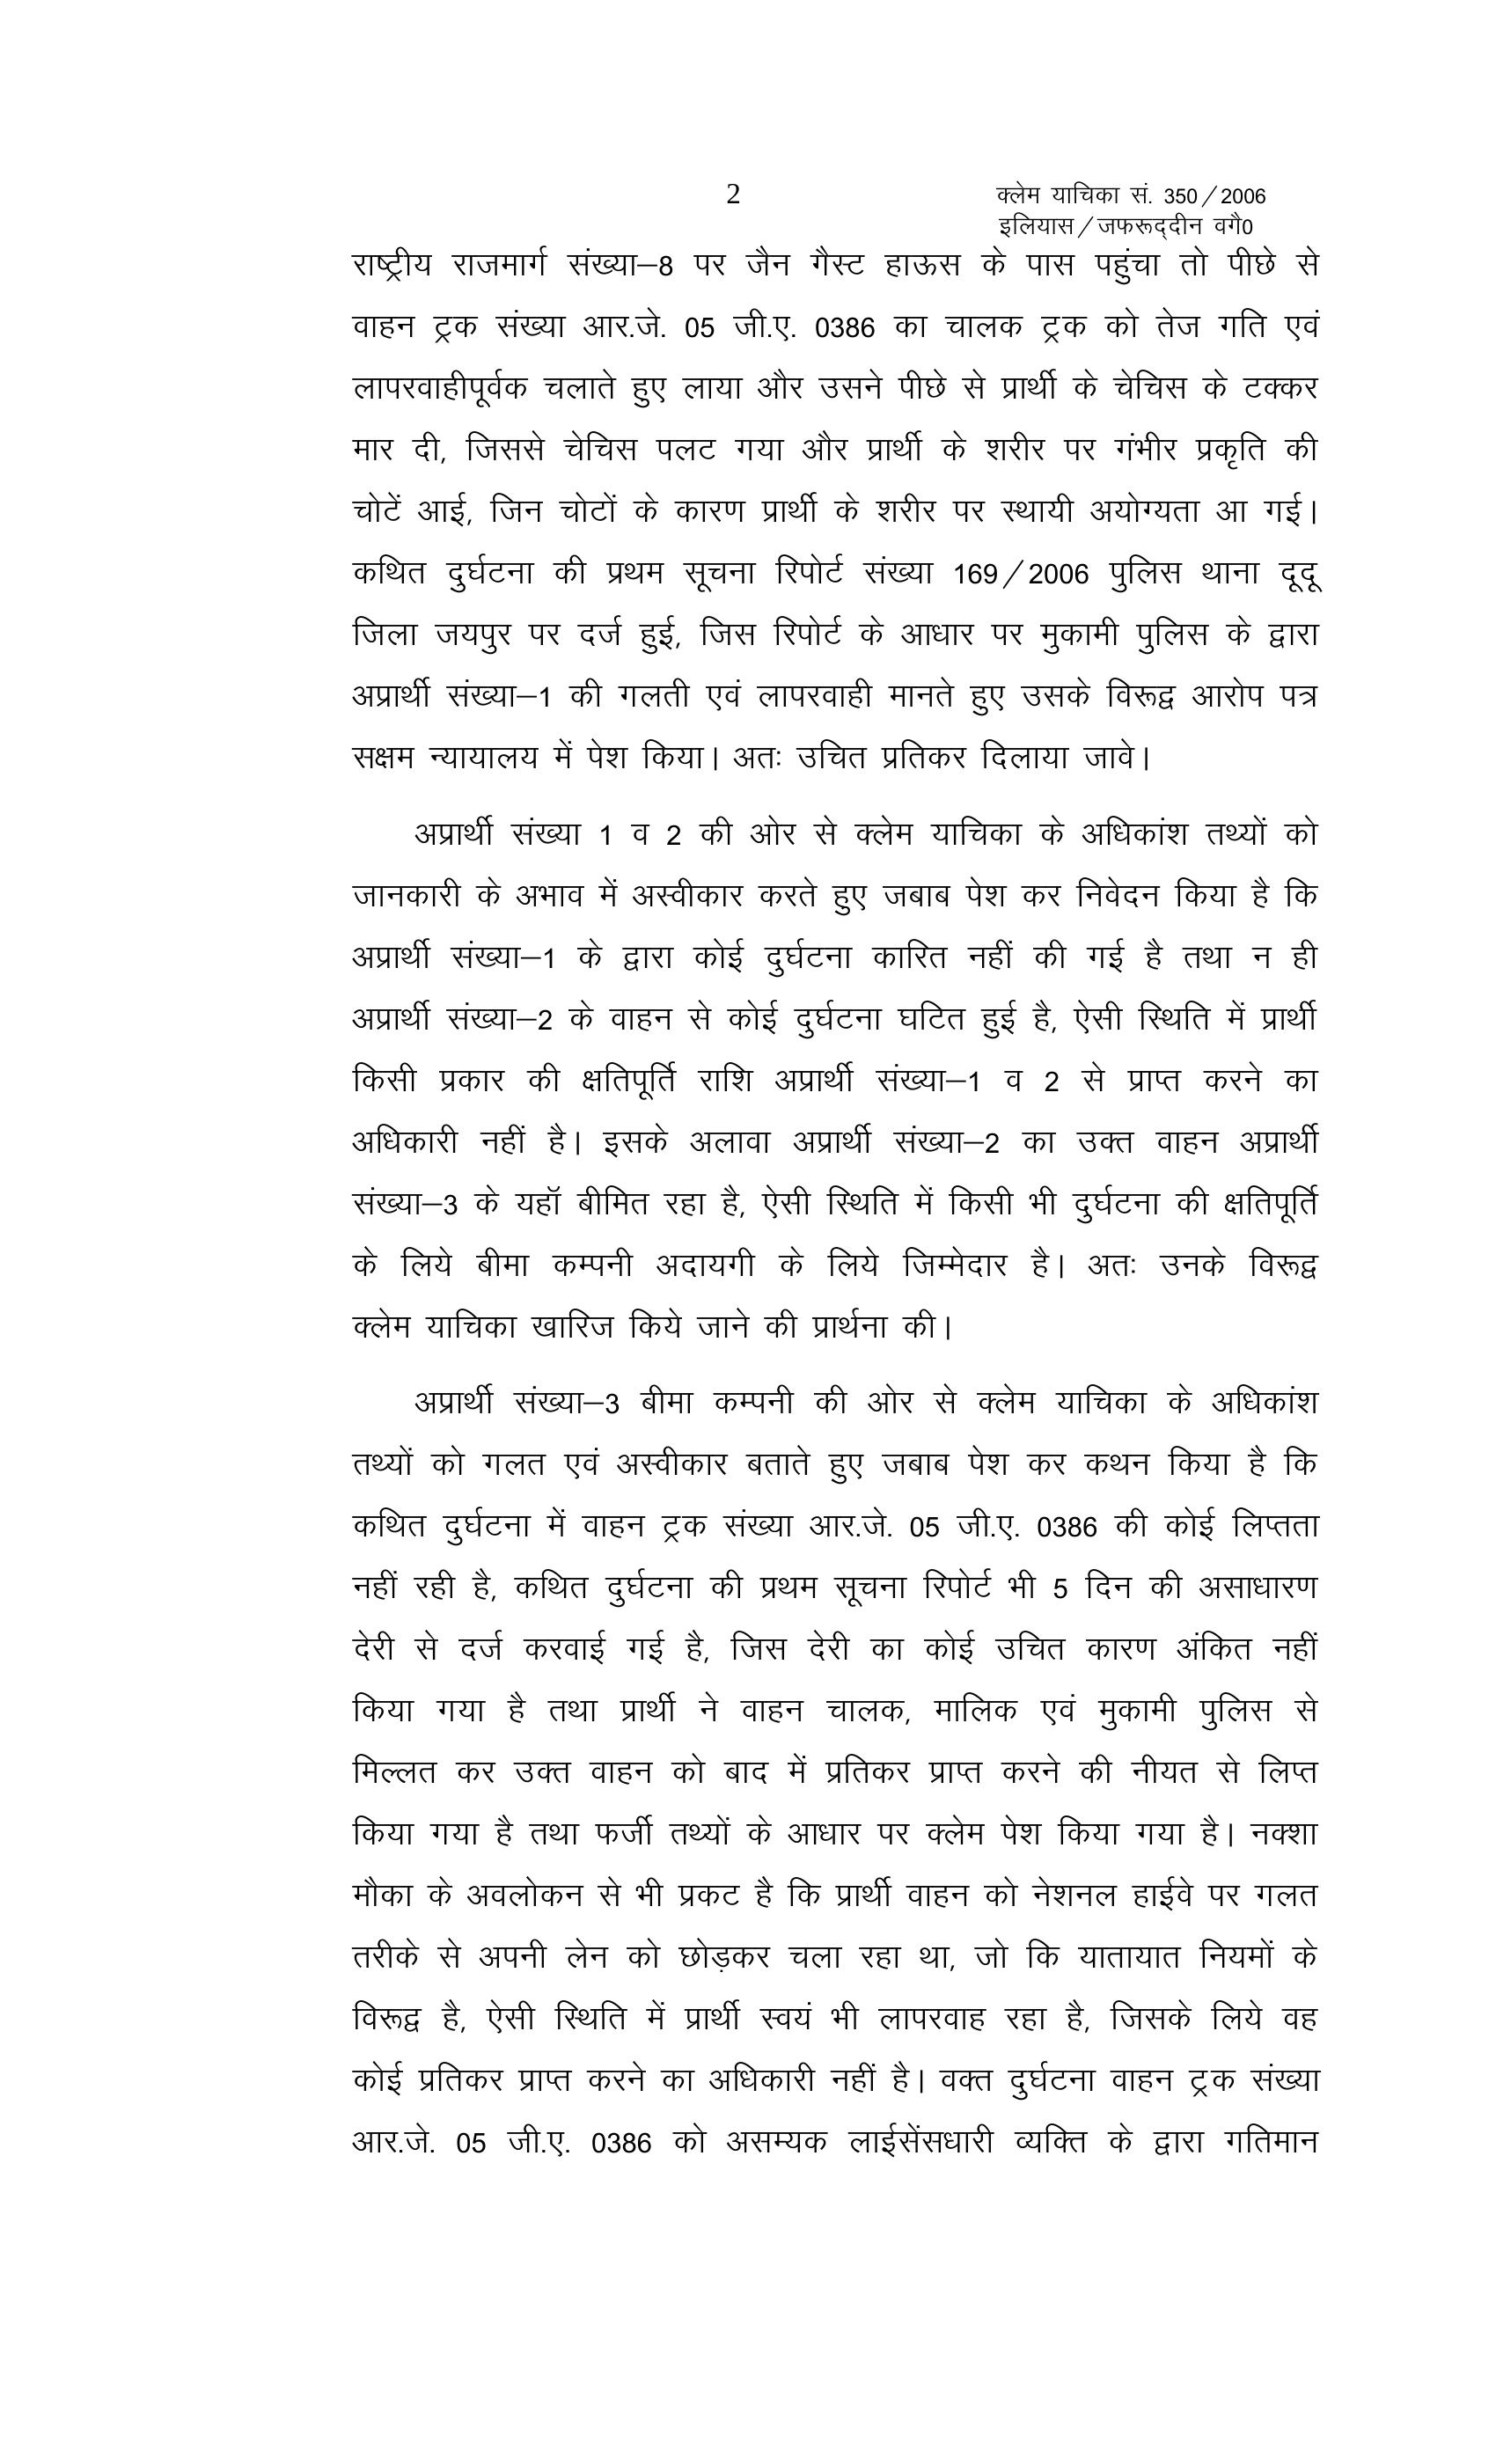 2
क्लेम याचिका सं. 350/2006
इलियास/जफरूद्दीन वगै0
राष्ट्रीय राजमार्ग संख्या–8 पर जैन गैस्ट हाऊस के पास पहुंचा तो पीछे से
वाहन ट्रक संख्या आर.जे. 05 जी.ए. 0386 का चालक ट्रक को तेज गति एवं
लापरवाहीपूर्वक चलाते हुए लाया और उसने पीछे से प्रार्थी के चेचिस के टक्कर
मार दी, जिससे चेचिस पलट गया और प्रार्थी के शरीर पर गंभीर प्रकृति की
चोटें आई, जिन चोटों के कारण प्रार्थी के शरीर पर स्थायी अयोग्यता आ गई।
कथित दुर्घटना की प्रथम सूचना रिपोर्ट संख्या 169/2006 पुलिस थाना दूदू
जिला जयपुर पर दर्ज हुई, जिस रिपोर्ट के आधार पर मुकामी पुलिस के द्वारा
अप्रार्थी संख्या–1 की गलती एवं लापरवाही मानते हुए उसके विरूद्व आरोप पत्र
सक्षम न्यायालय में पेश किया। अतः उचित प्रतिकर दिलाया जावे।
अप्रार्थी संख्या 1 व 2 की ओर से क्लेम याचिका के अधिकांश तथ्यों को
जानकारी के अभाव में अस्वीकार करते हुए जबाब पेश कर निवेदन किया है कि
अप्रार्थी संख्या–1 के द्वारा कोई दुर्घटना कारित नहीं की गई है तथा न ही
अप्रार्थी संख्या–2 के वाहन से कोई दुर्घटना घटित हुई है, ऐसी स्थिति में प्रार्थी
किसी प्रकार की क्षतिपूर्ति राशि अप्रार्थी संख्या–1 व 2 से प्राप्त करने का
अधिकारी नहीं है। इसके अलावा अप्रार्थी संख्या–2 का उक्त वाहन अप्रार्थी
संख्या–3 के यहॉ बीमित रहा है, ऐसी स्थिति में किसी भी दुर्घटना की क्षतिपूर्ति
के लिये बीमा कम्पनी अदायगी के लिये जिम्मेदार है। अतः उनके विरूद्व
क्लेम याचिका खारिज किये जाने की प्रार्थना की।
अप्रार्थी संख्या–3 बीमा कम्पनी की ओर से क्लेम याचिका के अधिकांश
तथ्यों को गलत एवं अस्वीकार बताते हुए जबाब पेश कर कथन किया है कि
कथित दुर्घटना में वाहन ट्रक संख्या आर.जे. 05 जी.ए. 0386 की कोई लिप्तता
नहीं रही है, कथित दुर्घटना की प्रथम सूचना रिपोर्ट भी 5 दिन की असाधारण
देरी से दर्ज करवाई गई है, जिस देरी का कोई उचित कारण अंकित नहीं
किया गया है तथा प्रार्थी ने वाहन चालक, मालिक एवं मुकामी पुलिस से
मिल्लत कर उक्त वाहन को बाद में प्रतिकर प्राप्त करने की नीयत से लिप्त
किया गया है तथा फर्जी तथ्यों के आधार पर क्लेम पेश किया गया है। नक्शा
मौका के अवलोकन से भी प्रकट है कि प्रार्थी वाहन को नेशनल हाईवे पर गलत
तरीके से अपनी लेन को छोड़कर चला रहा था, जो कि यातायात नियमों के
विरूद्व है, ऐसी स्थिति में प्रार्थी स्वयं भी लापरवाह रहा है, जिसके लिये वह
कोई प्रतिकर प्राप्त करने का अधिकारी नहीं है। वक्त दुर्घटना वाहन ट्रक संख्या
आर.जे. 05 जी.ए. 0386 को असम्यक लाईसेंसधारी व्यक्ति के द्वारा गतिमान